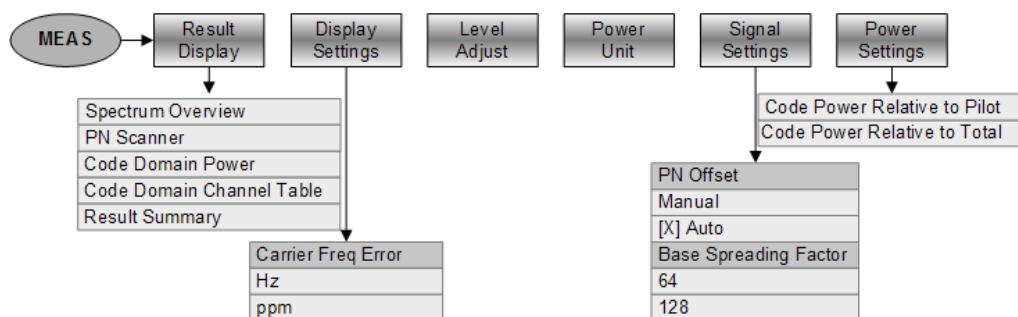 MEAS
Result
Display
Display
Settings
Level
Adjust
Power
Unit
Signal
Settings
Power
Settings
Spectrum Overview
PN Scanner
Code Domain Power
Code Domain Channel Table
Result Summary
Carrier Freq Error
Hz
ppm
PN Offset
Manual
[X] Auto
Base Spreading Factor
64
128
Code Power Relative to Pilot
Code Power Relative to Total